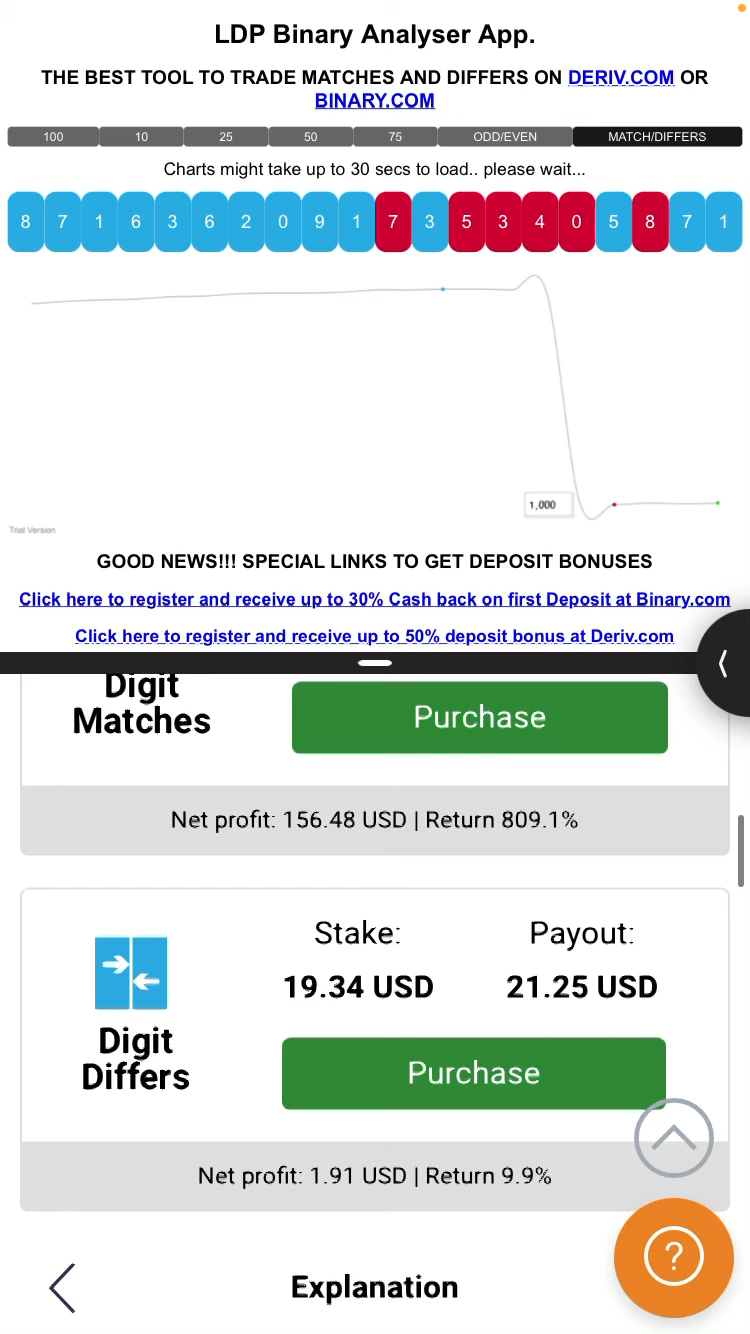 LDP Binary Analyser App.
THE BEST TOOL TO TRADE MATCHES AND DIFFERS ON DERIV.COM OR
BINARY.COM
100 10 25 50 75 ODD/EVEN MATCH/DIFFERS
Charts might take up to 30 secs to load.. please wait...
8 7 1 6 3 6 2 0 9 1 7 3 5 3 4 0 5 8 7 1
1,000
Trial Version
GOOD NEWS!!! SPECIAL LINKS TO GET DEPOSIT BONUSES
Click here to register and receive up to 30% Cash back on first Deposit at Binary.com
Click here to register and receive up to 50% deposit bonus at Deriv.com
Digit
Matches
Purchase
Net profit: 156.48 USD | Return 809.1%
Stake: Payout:
19.34 USD 21.25 USD
Digit
Differs
Purchase
Net profit: 1.91 USD | Return 9.9%
?
Explanation